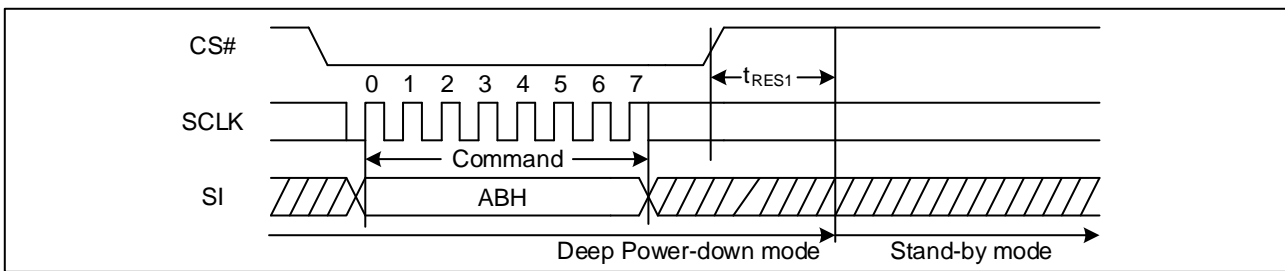 CS#
tRES1
0 1 2 3 4 5 6 7
SCLK
Command
SI
ABH
Deep Power-down mode Stand-by mode